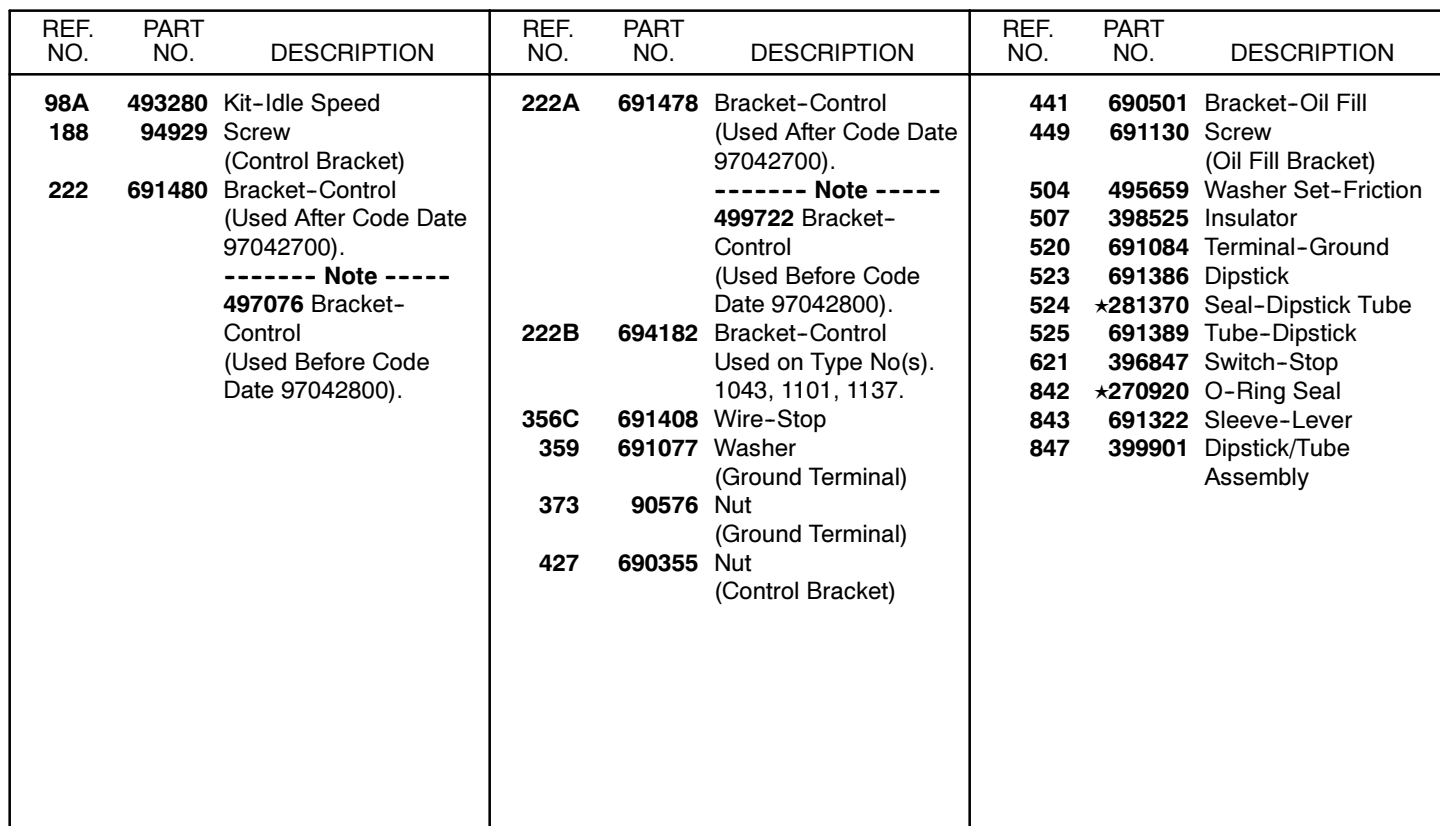 REF. NO. PART NO. DESCRIPTION
98A 493280 Kit-Idle Speed
188 94929 Screw
(Control Bracket)
222 691480 Bracket-Control
(Used After Code Date
97042700).
------- Note -----
497076 Bracket-
Control
(Used Before Code
Date 97042800).
REF. NO. PART NO. DESCRIPTION
222A 691478 Bracket-Control
(Used After Code Date
97042700).
------- Note -----
499722 Bracket-
Control
(Used Before Code
Date 97042800).
222B 694182 Bracket-Control
Used on Type No(s).
1043, 1101, 1137.
356C 691408 Wire-Stop
359 691077 Washer
(Ground Terminal)
373 90576 Nut
(Ground Terminal)
427 690355 Nut
(Control Bracket)
REF. NO. PART NO. DESCRIPTION
441 690501 Bracket-Oil Fill
449 691130 Screw
(Oil Fill Bracket)
504 495659 Washer Set-Friction
507 398525 Insulator
520 691084 Terminal-Ground
523 691386 Dipstick
524 ★281370 Seal-Dipstick Tube
525 691389 Tube-Dipstick
621 396847 Switch-Stop
842 ★270920 O-Ring Seal
843 691322 Sleeve-Lever
847 399901 Dipstick/Tube
Assembly